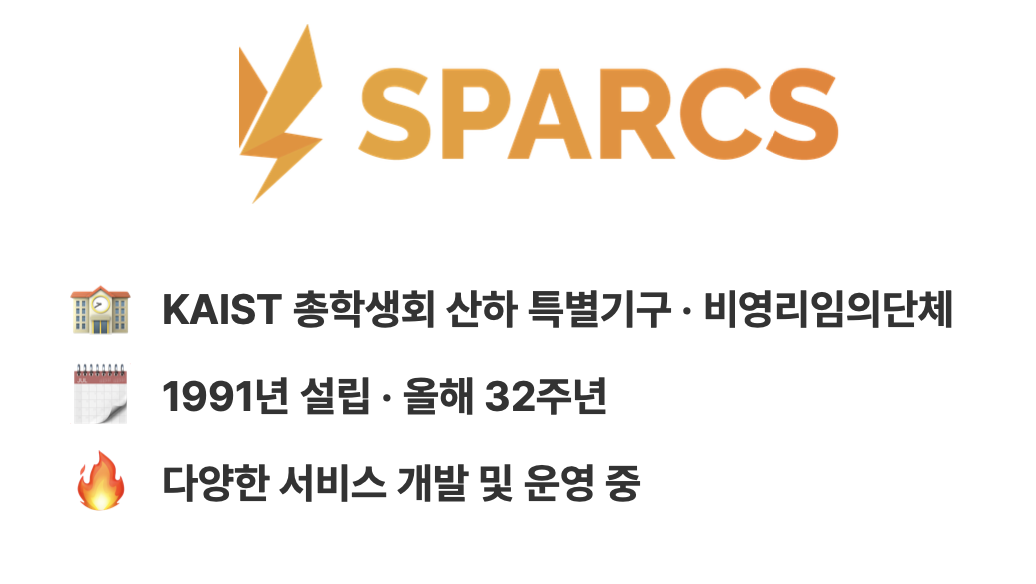 SPARCS
KAIST 총학생회 산하 특별기구 · 비영리임의단체
JUL
1991년 설립 · 올해 32주년
다양한 서비스 개발 및 운영 중